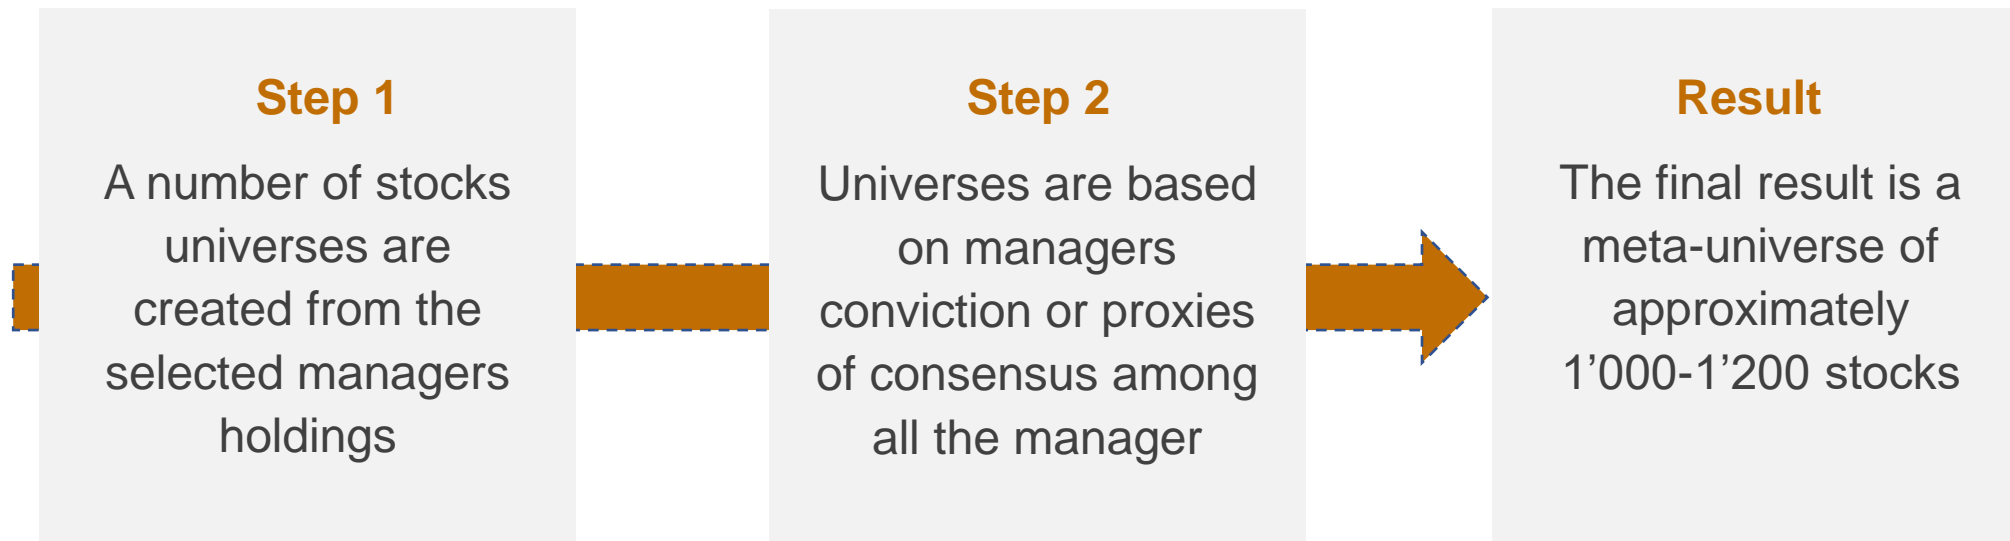 Step 1
A number of stocks
universes are
created from the
selected managers
holdings
Step 2
Universes are based
on managers
conviction or proxies
of consensus among
all the manager
Result
The final result is a
meta-universe of
approximately
1’000-1’200 stocks